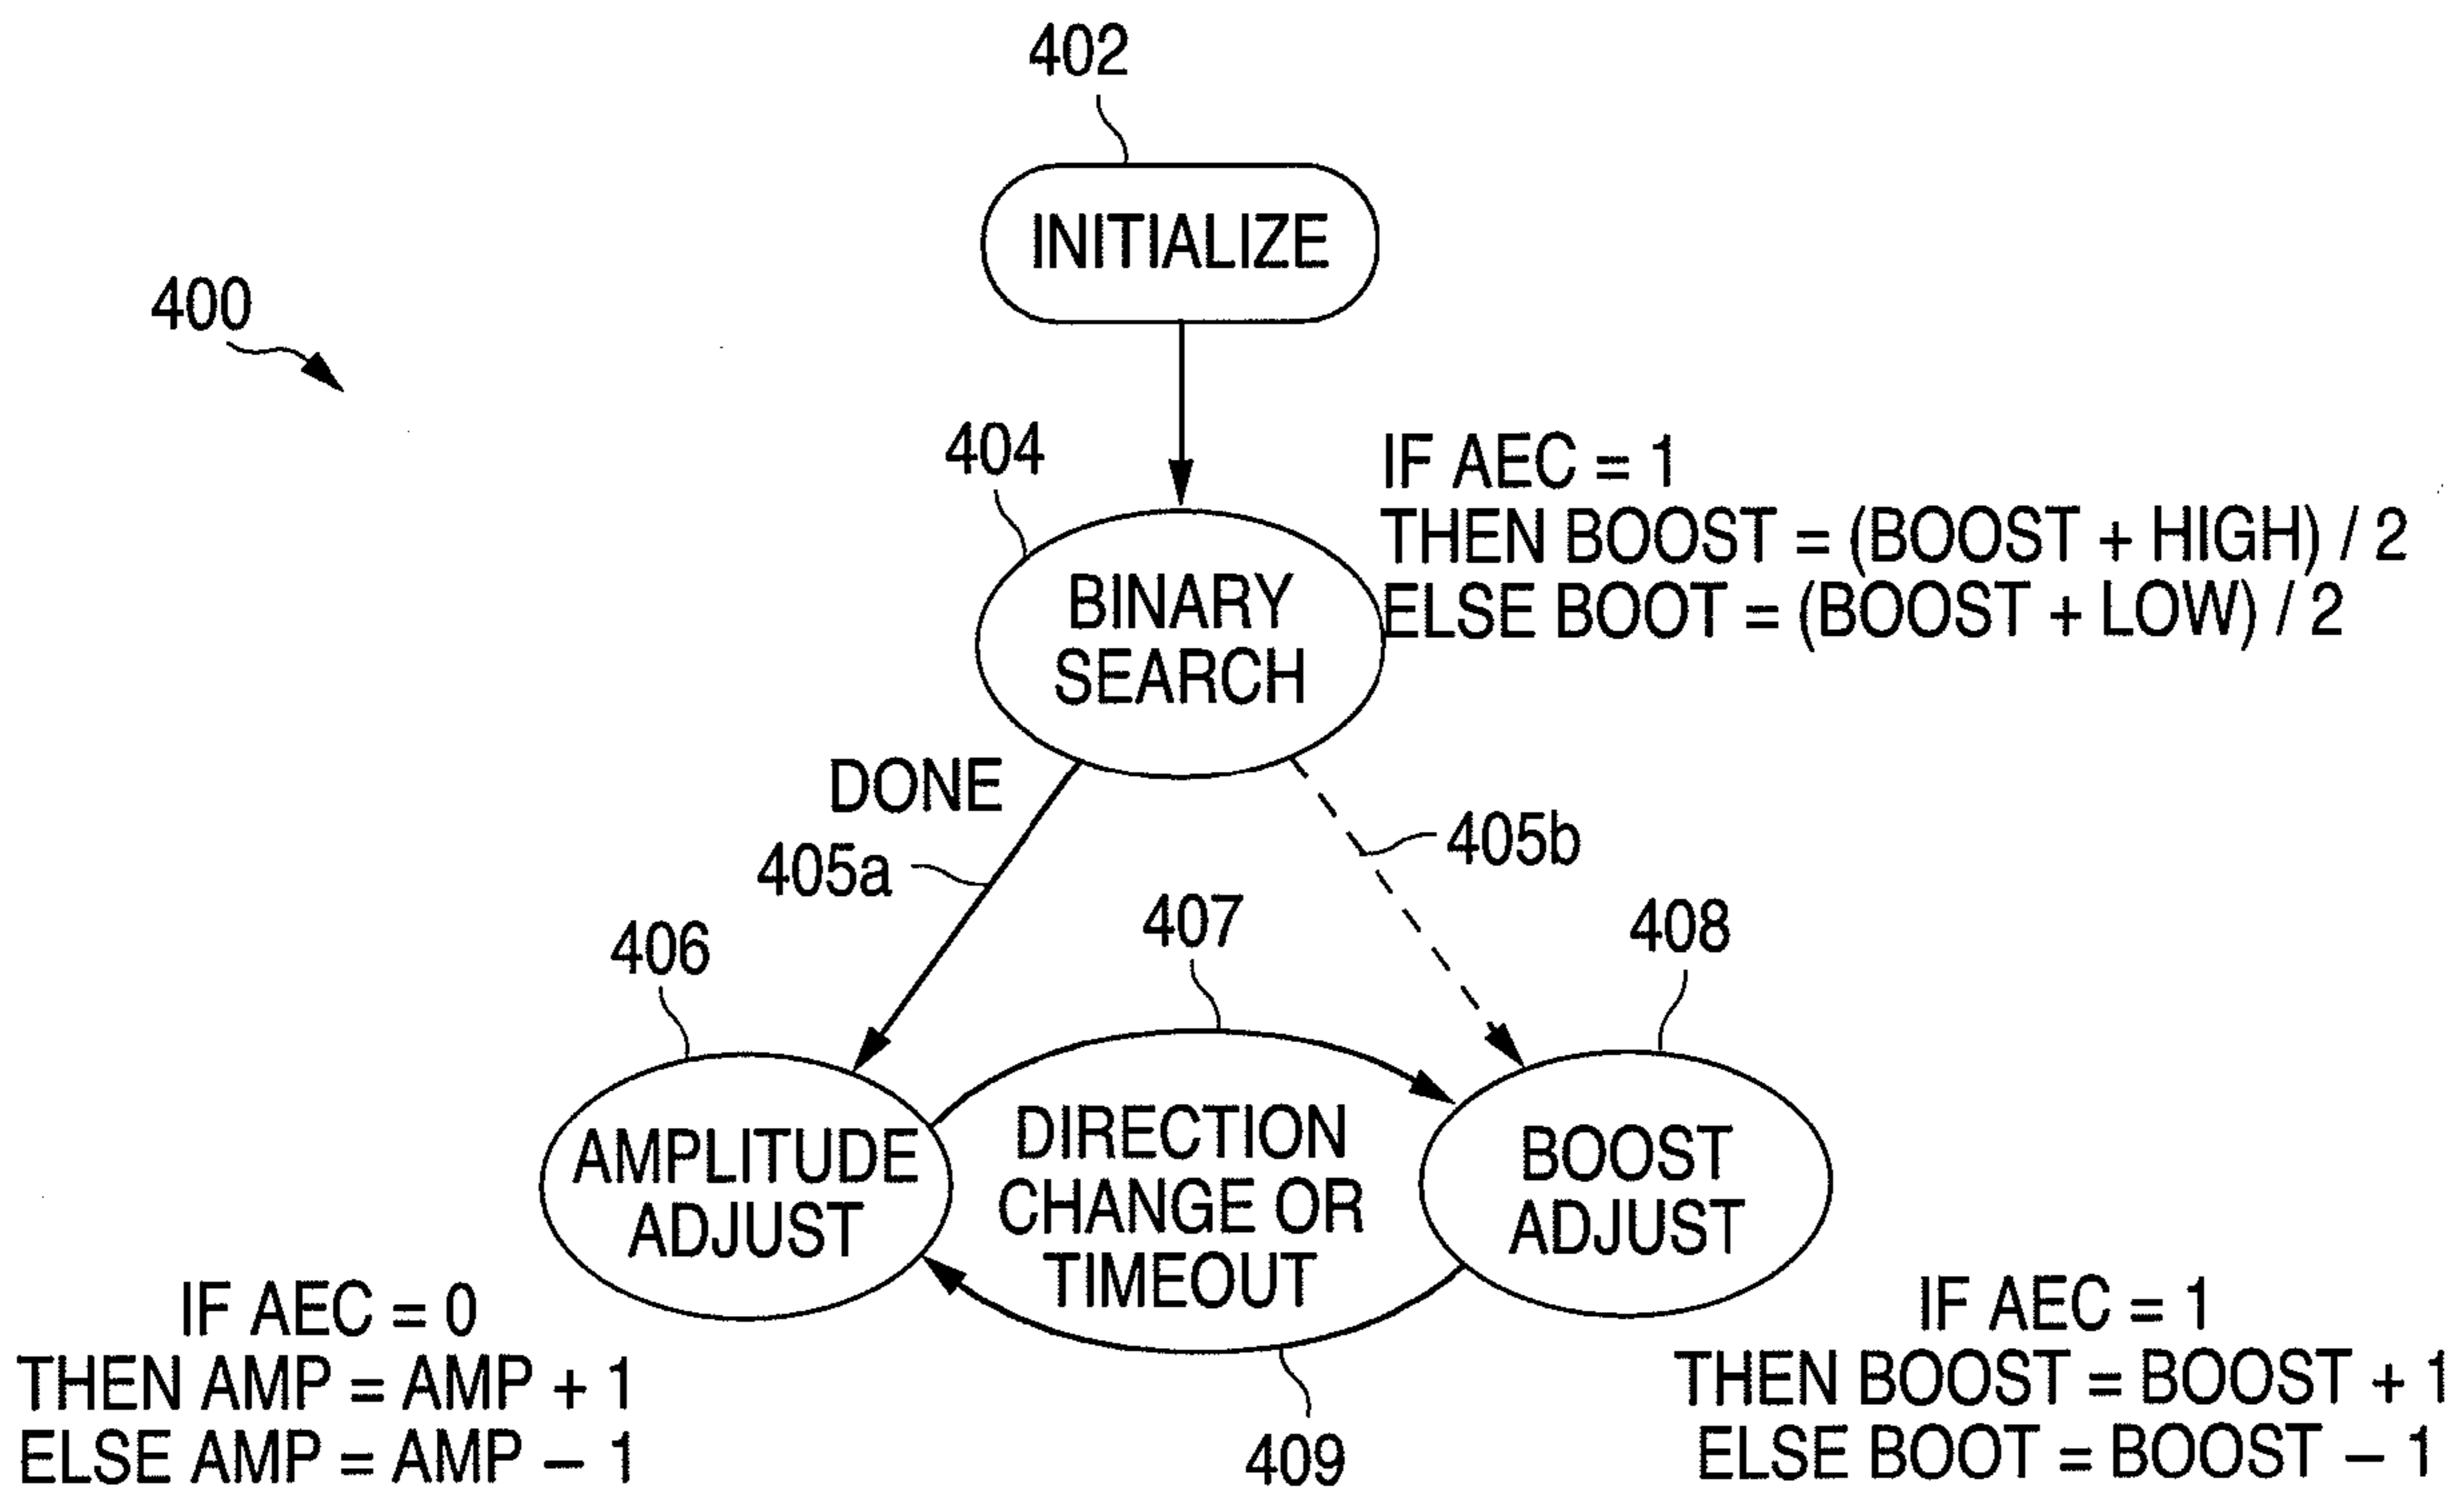 402
INITIALIZE
400
404
IF AEC = 1
THEN BOOST = (BOOST + HIGH) / 2
ELSE BOOT = (BOOST + LOW) / 2
BINARY
SEARCH
DONE
405a
405b
406
407
408
AMPLITUDE
ADJUST
DIRECTION
CHANGE OR
TIMEOUT
BOOST
ADJUST
IF AEC = 0
THEN AMP = AMP + 1
ELSE AMP = AMP – 1
IF AEC = 1
THEN BOOST = BOOST + 1
ELSE BOOT = BOOST – 1
409